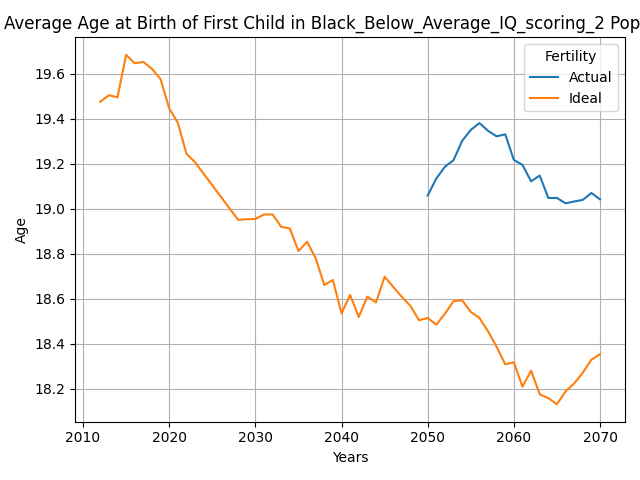 Average Age at Birth of First Child in Black_Below_Average_IQ_scoring_2 Pop
Fertility
Actual
Ideal
19.6
19.4
19.2
19.0
18.8
18.6
18.4
18.2
Age
2010 2020 2030 2040 2050 2060 2070
Years